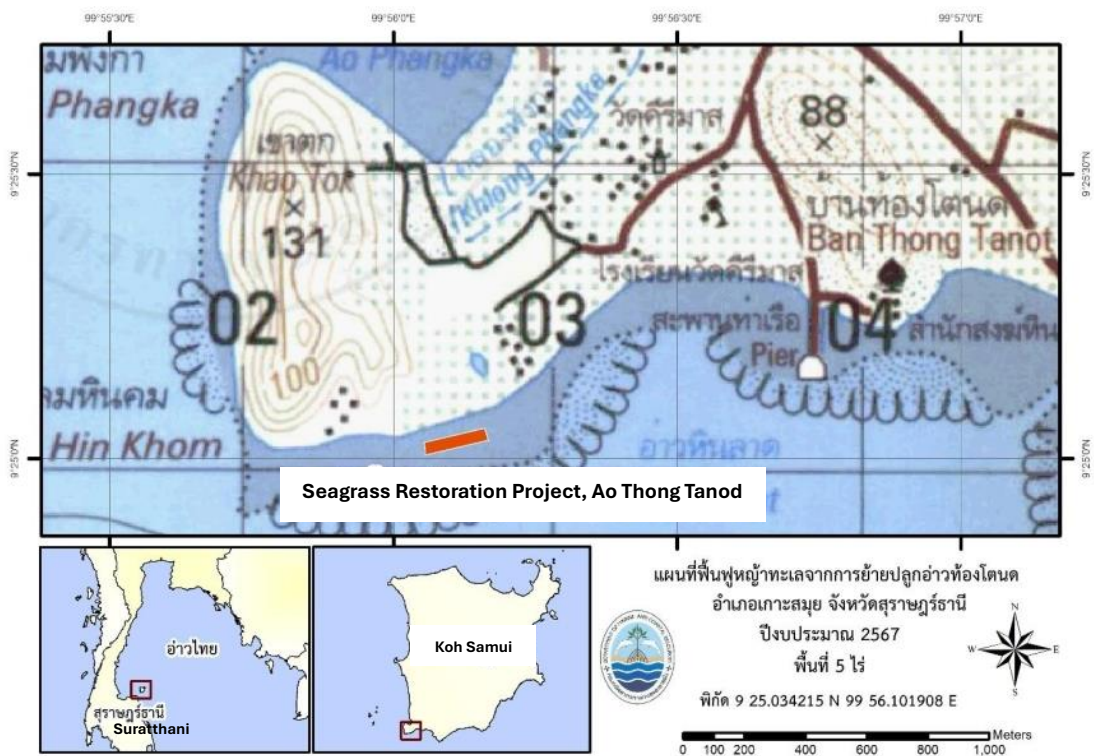 99°55'30"E 99°56'0"E 99°56'30"E 99°57'0"E
มพังกา
Phangka
Ao Phangka
เขาตก
Khao Tok
131
100
คลองพังกา
Khlong Phangka
วัดคีรีมาส
88
บานทองโตนด
Ban Thong Tanot
โรงเรียนวัดคีรีมาส
สะพานทาเรือ
Pier
สำนักสงฆหิน
02 03 04
ลมหินคม
Hin Khom
อาวหินลาด
9°25'30"N 9°25'30"N
9°25'0"N 9°25'0"N
Seagrass Restoration Project, Ao Thong Tanod
อ่าวไทย
สุราษฎร์ธานี
Suratthani
Koh Samui
แผนที่ฟื้นฟูหญ้าทะเลจากการย้ายปลูกอ่าวท้องโตนด
อำเภอเกาะสมุย จังหวัดสุราษฎร์ธานี
ปีงบประมาณ 2567
พื้นที่ 5 ไร่
พิกัด 9 25.034215 N 99 56.101908 E
N
W E
S
Meters
0 100 200 400 600 800 1,000